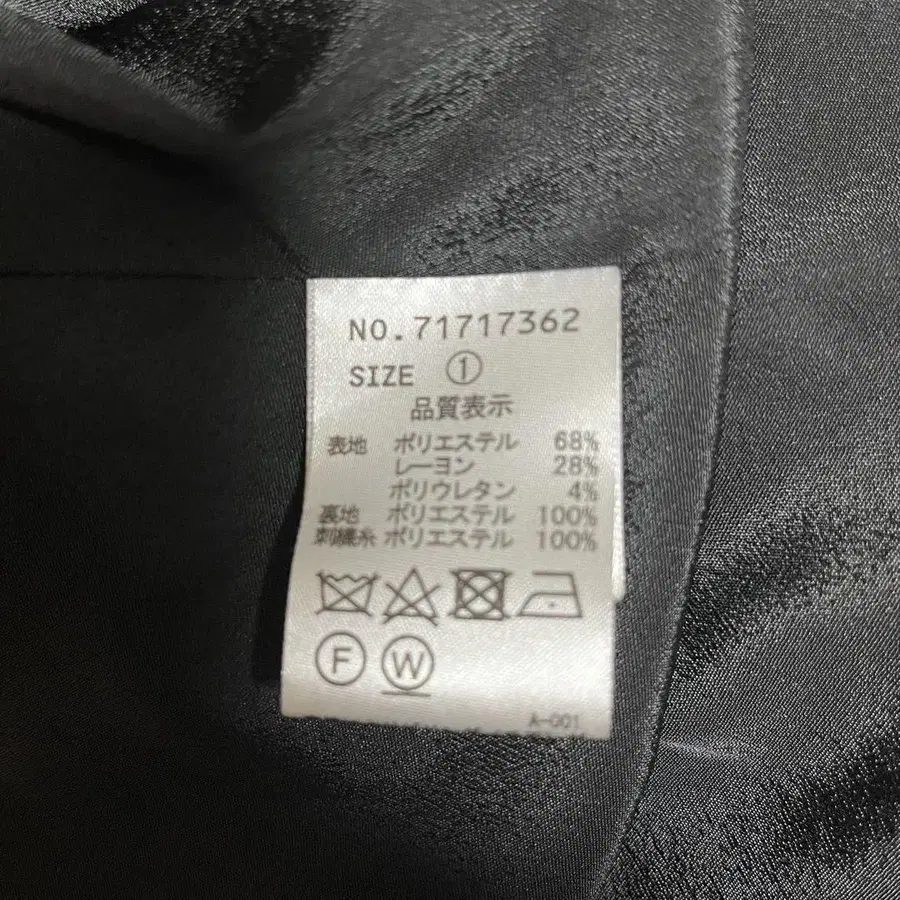 NO.71717362
SIZE ①
品質表示
表地 ポリエステル 68%
レーヨン 28%
ポリウレタン 4%
裏地 ポリエステル 100%
刺繍糸 ポリエステル 100%
F W
A-001